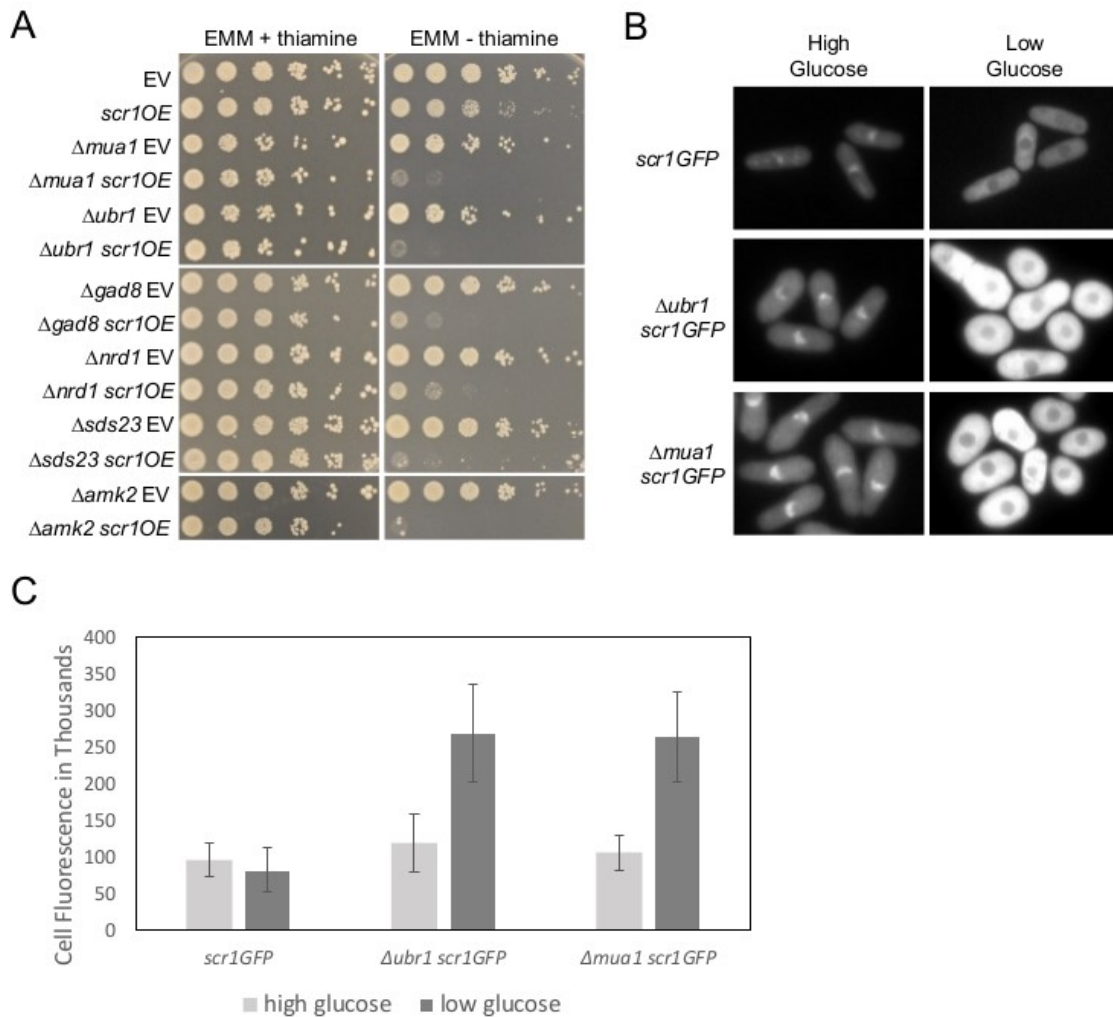 A
EMM + thiamine
EMM - thiamine
EV
scr1OE
Δmua1 EV
Δmua1 scr1OE
Δubr1 EV
Δubr1 scr1OE
Δgad8 EV
Δgad8 scr1OE
Δnrd1 EV
Δnrd1 scr1OE
Δsds23 EV
Δsds23 scr1OE
Δamk2 EV
Δamk2 scr1OE
B
High
Glucose
Low
Glucose
scr1GFP
Δubr1
scr1GFP
Δmua1
scr1GFP
C
Cell Fluorescence in Thousands
400
350
300
250
200
150
100
50
0
scr1GFP
Δubr1 scr1GFP
Δmua1 scr1GFP
high glucose
low glucose